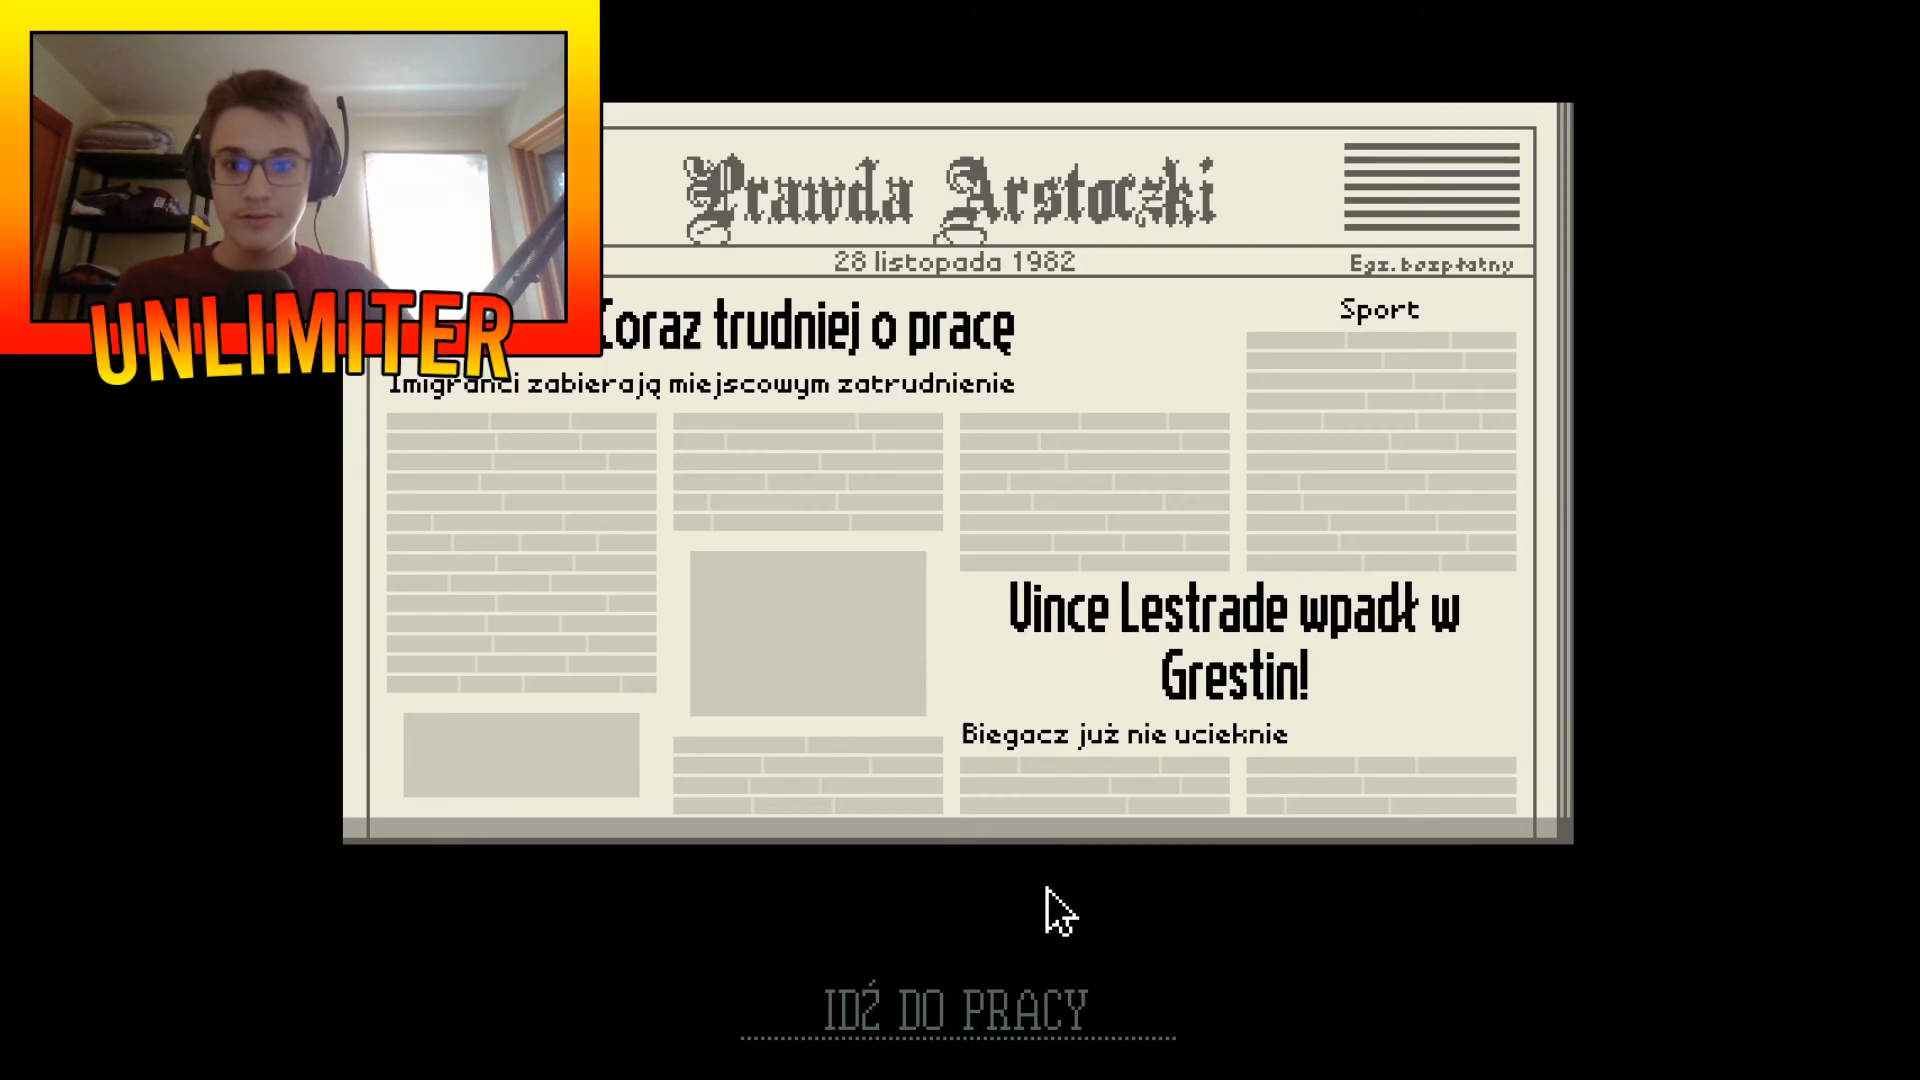 UNLIMITER
Prawda Arstoczki
28 listopada 1982
Egz. bezpłatny
Coraz trudniej o pracę
Imigranci zabierają miejscowym zatrudnienie
Sport
Vince Lestrade wpadł w
Grestin!
Biegacz już nie ucieknie
IDŹ DO PRACY